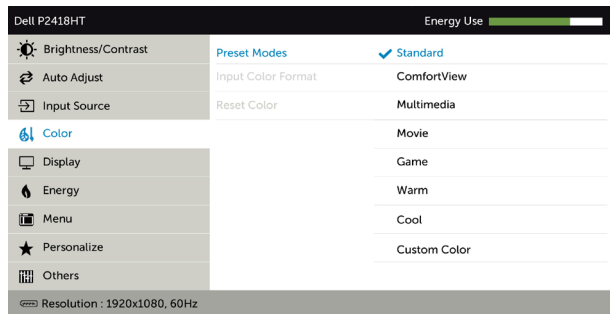 Dell P2418HT Energy Use
Brightness/Contrast Preset Modes Standard
Auto Adjust Input Color Format ComfortView
Input Source Reset Color Multimedia
Color Movie
Display Game
Energy Warm
Menu Cool
Personalize Custom Color
Others
Resolution : 1920x1080, 60Hz